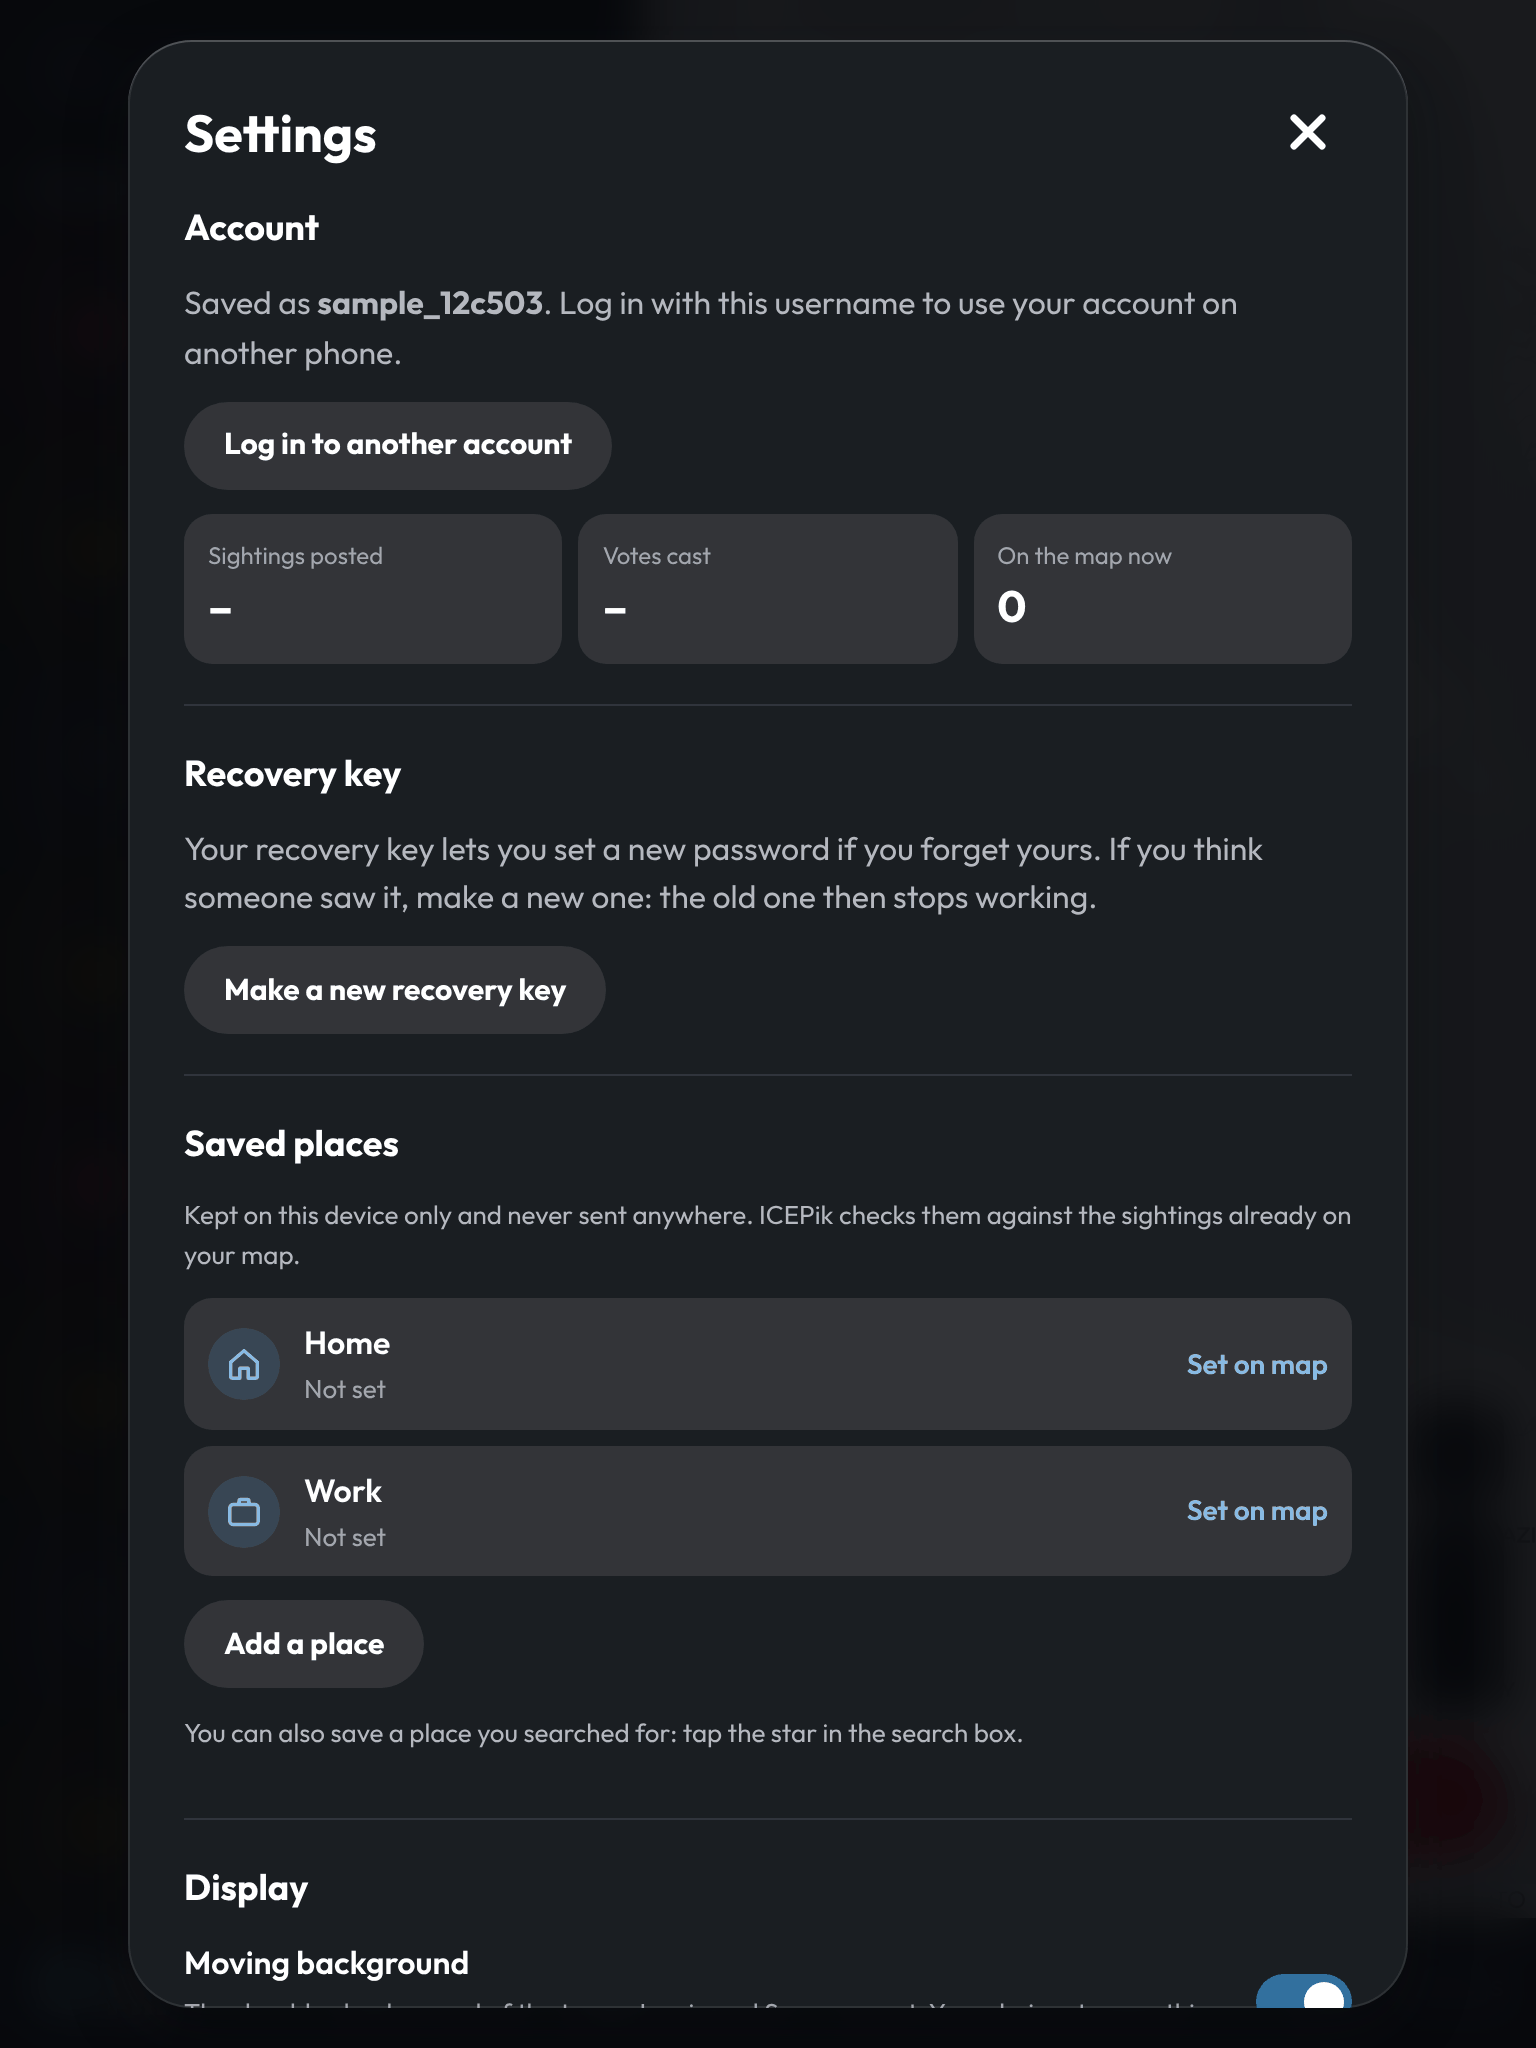 Settings
Account
Saved as sample_12c503. Log in with this username to use your account on
another phone.
Log in to another account
Sightings posted
–
Votes cast
–
On the map now
0
Recovery key
Your recovery key lets you set a new password if you forget yours. If you think
someone saw it, make a new one: the old one then stops working.
Make a new recovery key
Saved places
Kept on this device only and never sent anywhere. ICEPik checks them against the sightings already on
your map.
Home
Not set
Set on map
Work
Not set
Set on map
Add a place
You can also save a place you searched for: tap the star in the search box.
Display
Moving background